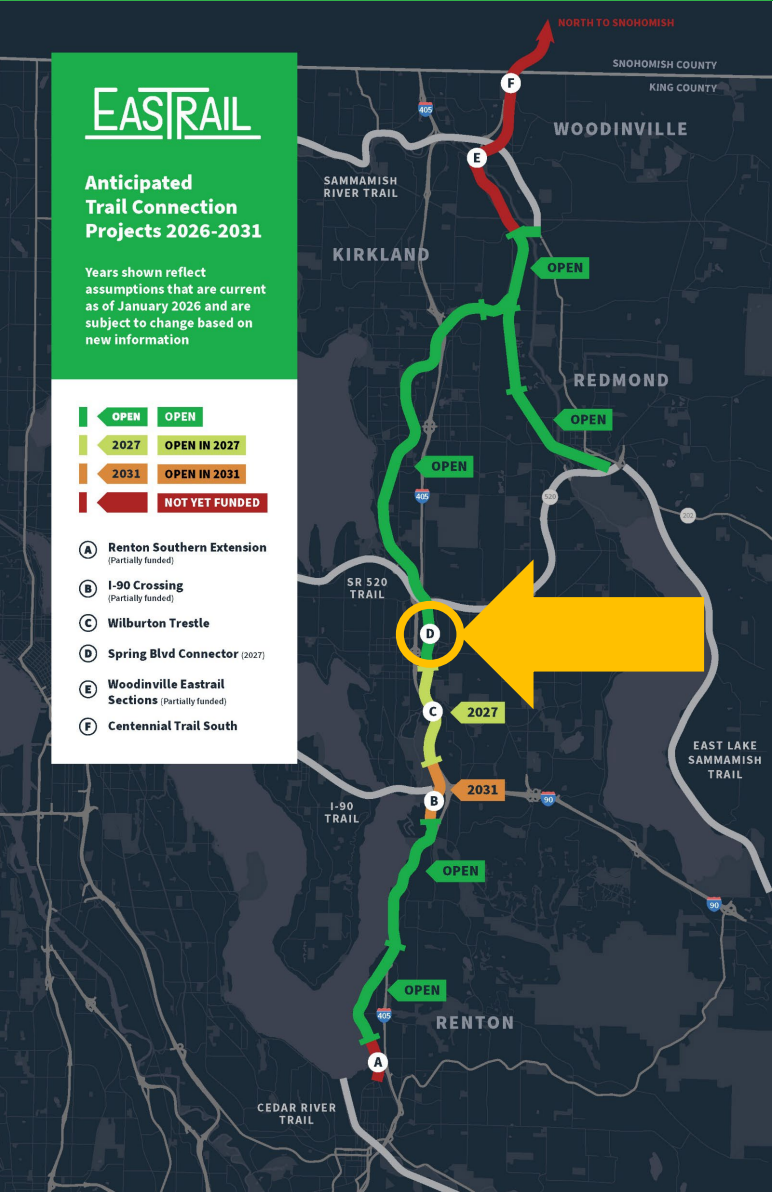 EASTRAIL
Anticipated
Trail Connection
Projects 2026-2031
Years shown reflect
assumptions that are current
as of January 2026 and are
subject to change based on
new information
OPEN OPEN
2027 OPEN IN 2027
2031 OPEN IN 2031
NOT YET FUNDED
A Renton Southern Extension
(Partially funded)
B I-90 Crossing
(Partially funded)
C Wilburton Trestle
D Spring Blvd Connector (2027)
E Woodinville Eastrail
Sections (Partially funded)
F Centennial Trail South
NORTH TO SNOHOMISH
SNOHOMISH COUNTY
KING COUNTY
F
405
WOODINVILLE
E
SAMMAMISH
RIVER TRAIL
KIRKLAND
OPEN
REDMOND
OPEN
OPEN
405
520
202
SR 520
TRAIL
D
C
2027
EAST LAKE
SAMMAMISH
TRAIL
2031
B
90
I-90
TRAIL
OPEN
90
OPEN
405
RENTON
A
CEDAR RIVER
TRAIL